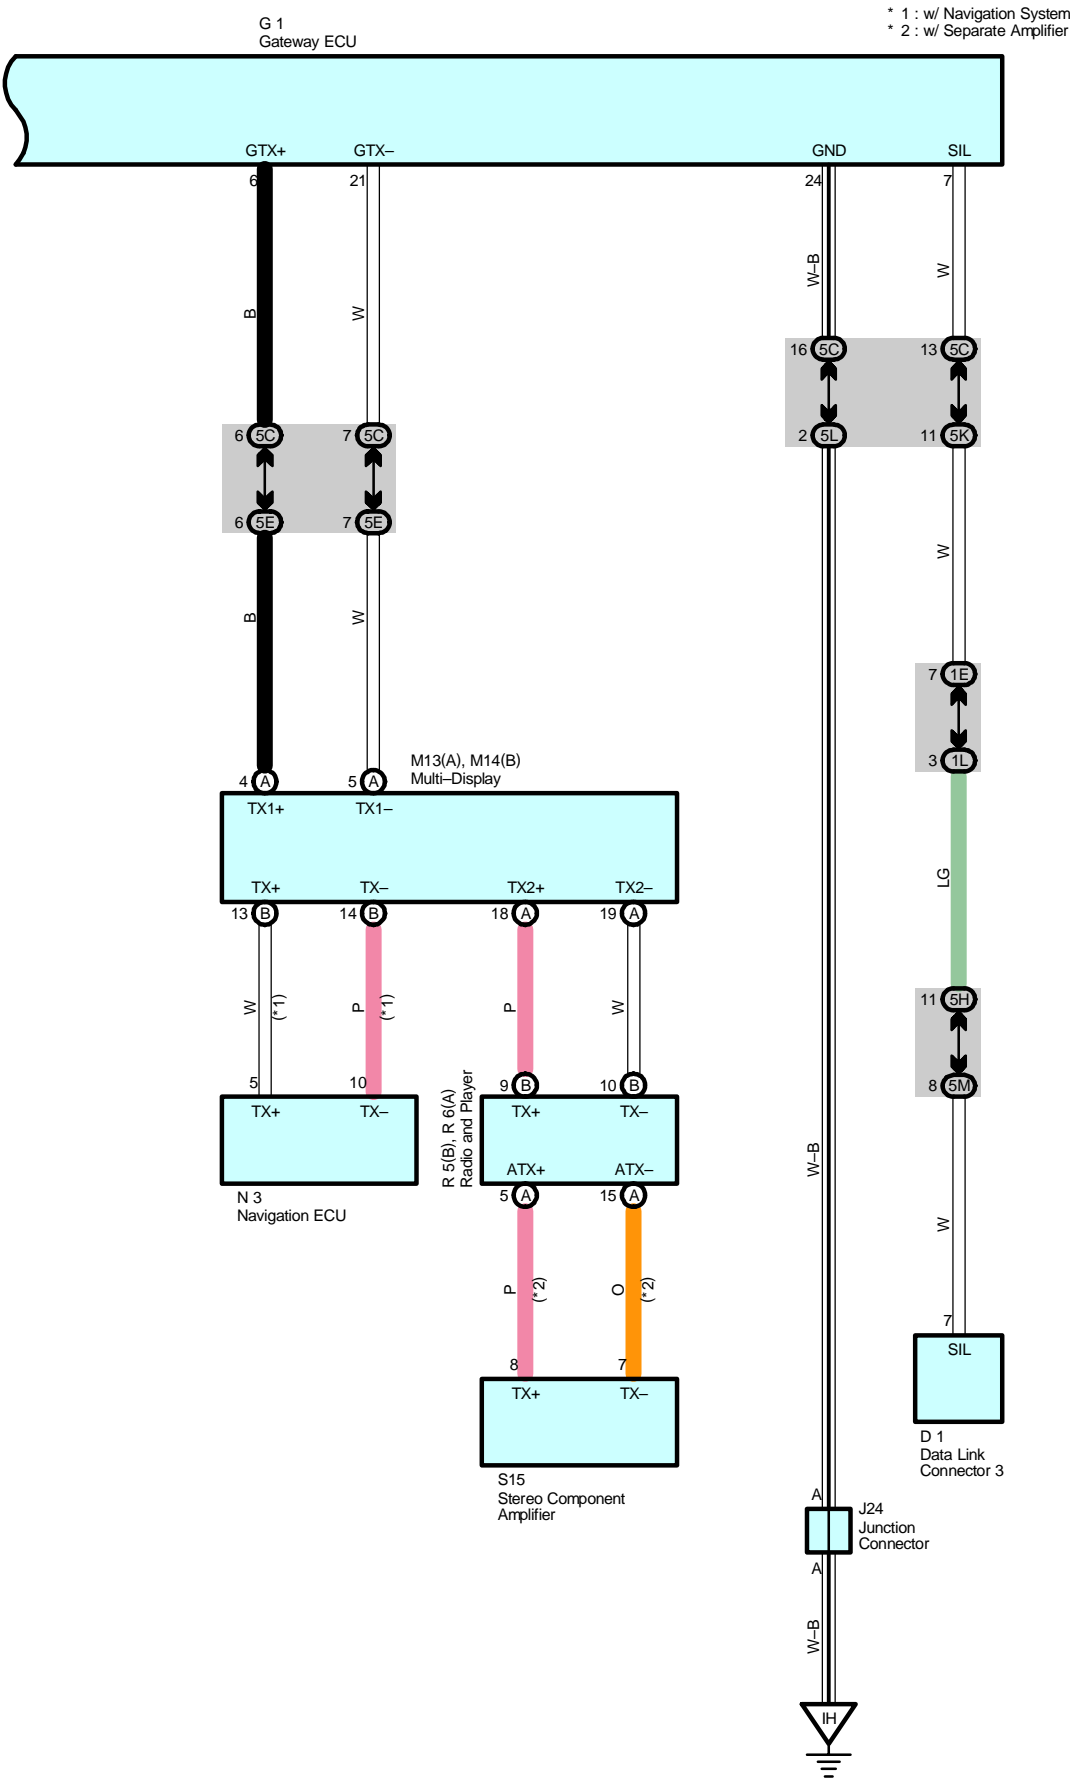 * 1 : w/ Navigation System
* 2 : w/ Separate Amplifier
G 1
Gateway ECU
GTX+
GTX–
GND
SIL
6
21
24
7
B
W
W–B
W
16 5C
13 5C
2 5L
11 5K
6 5C
7 5C
6 5E
7 5E
B
W
W
7 1E
3 1L
M13(A), M14(B)
Multi–Display
4 A
5 A
TX1+
TX1–
TX+
TX–
TX2+
TX2–
13 B
14 B
18 A
19 A
LG
W
(*1)
P
(*1)
P
W
11 5H
8 5M
5
10
9 B
10 B
TX+
TX–
TX+
TX–
R 5(B), R 6(A)
Radio and Player
ATX+
ATX–
5 A
15 A
N 3
Navigation ECU
W–B
W
P
(*2)
O
(*2)
8
7
7
TX+
TX–
SIL
S15
Stereo Component
Amplifier
D 1
Data Link
Connector 3
A
J24
Junction
Connector
A
W–B
IH